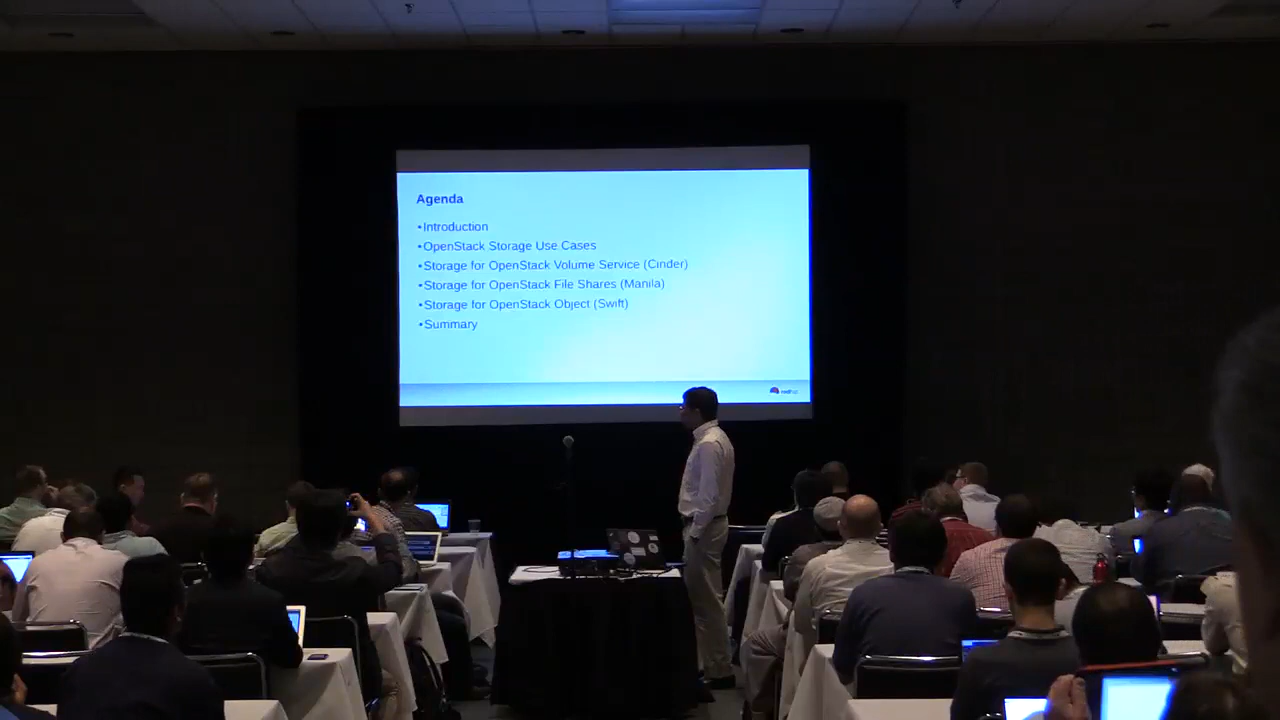 Agenda
•Introduction
•OpenStack Storage Use Cases
•Storage for OpenStack Volume Service (Cinder)
•Storage for OpenStack File Shares (Manila)
•Storage for OpenStack Object (Swift)
•Summary
redhat